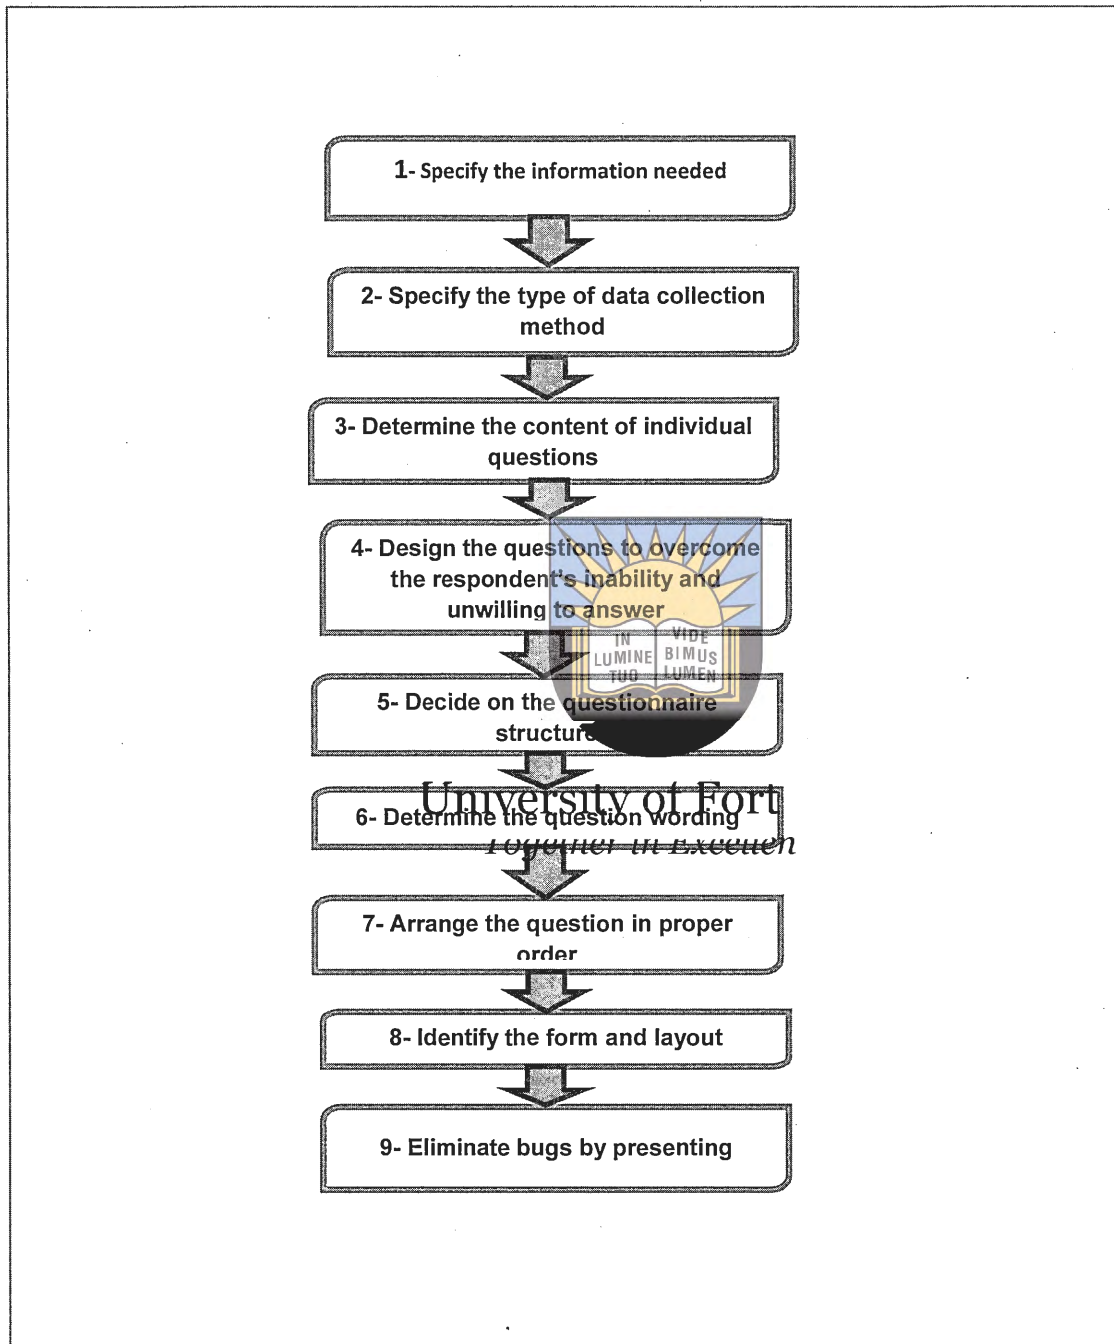 1- Specify the information needed
2- Specify the type of data collection
method
3- Determine the content of individual
questions
4- Design the questions to overcome
the respondent's inability and
unwilling to answer
IN
LUMINE
TUO
VIDE
BIMUS
LUMEN
5- Decide on the questionnaire
structure
University of Fort
6- Determine the question wording
Together in Excellen
7- Arrange the question in proper
order
8- Identify the form and layout
9- Eliminate bugs by presenting